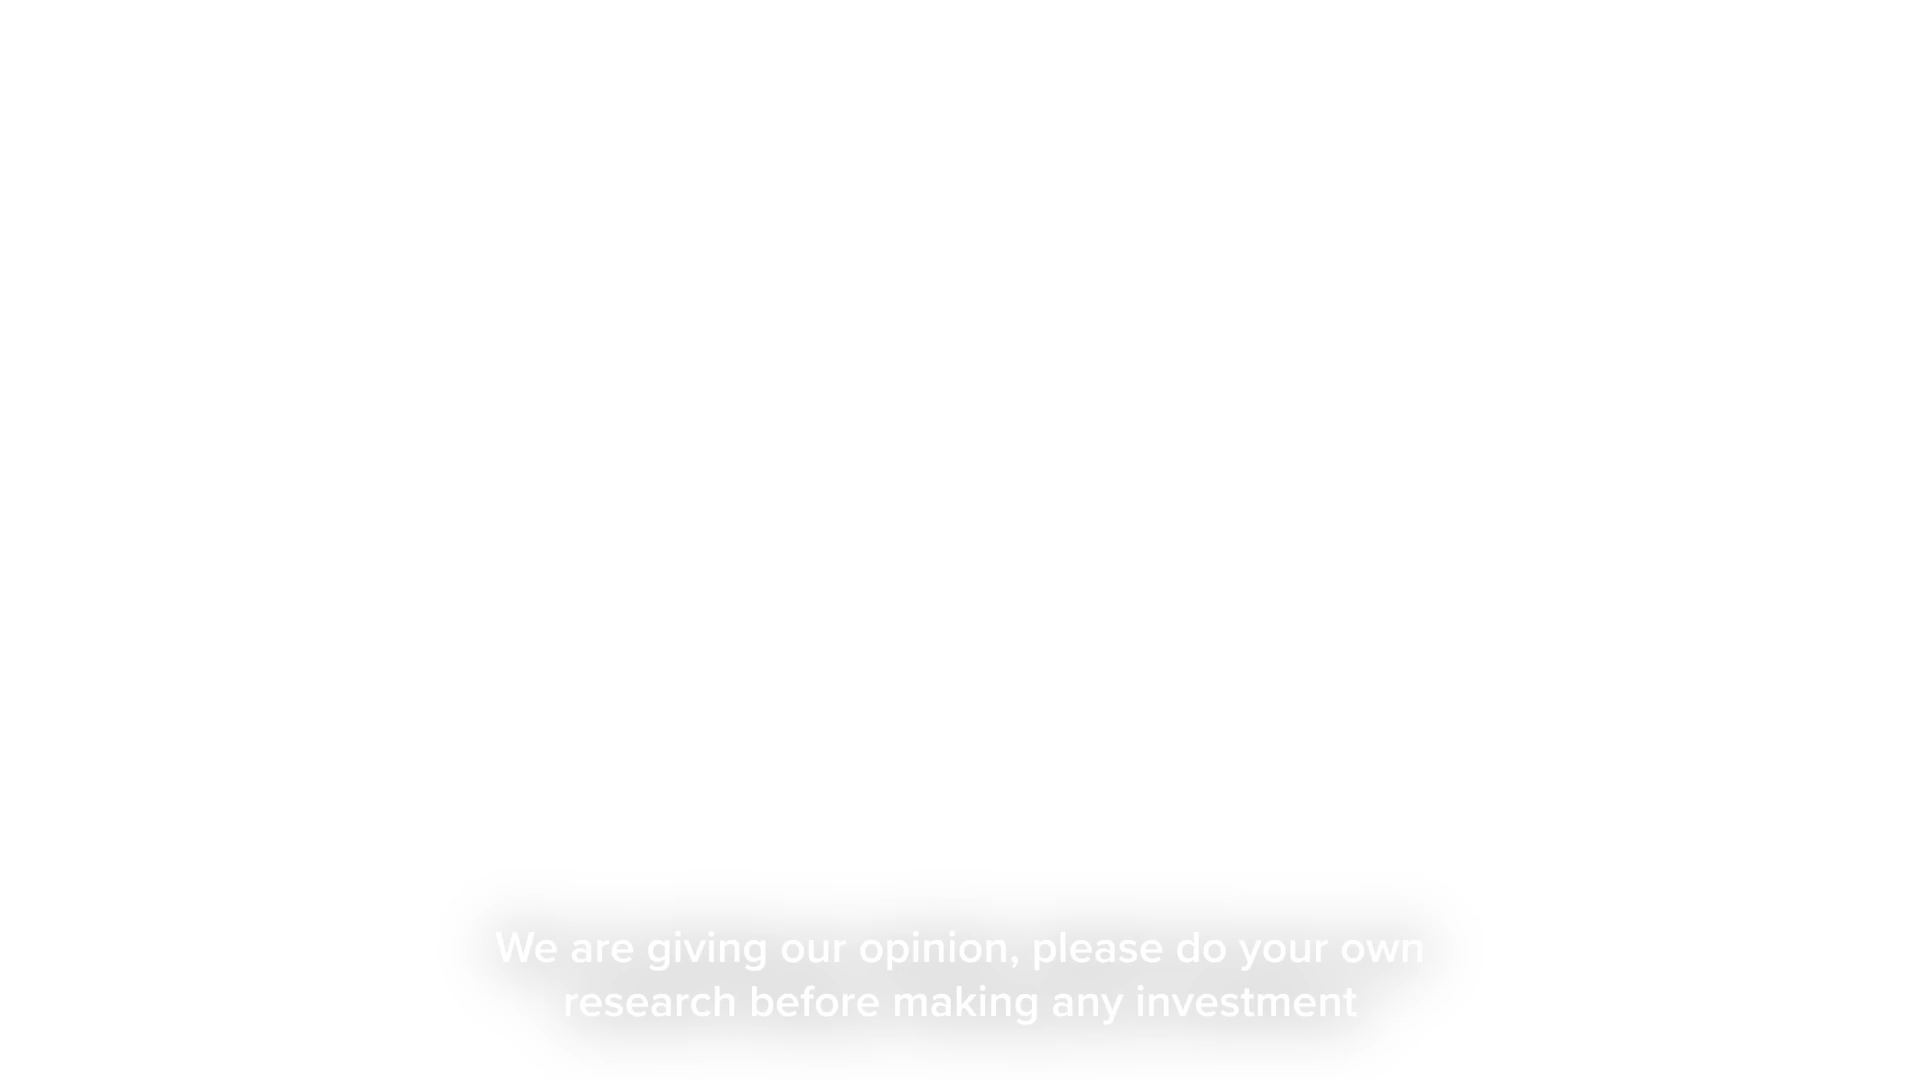 We are giving our opinion, please do your own
research before making any investment